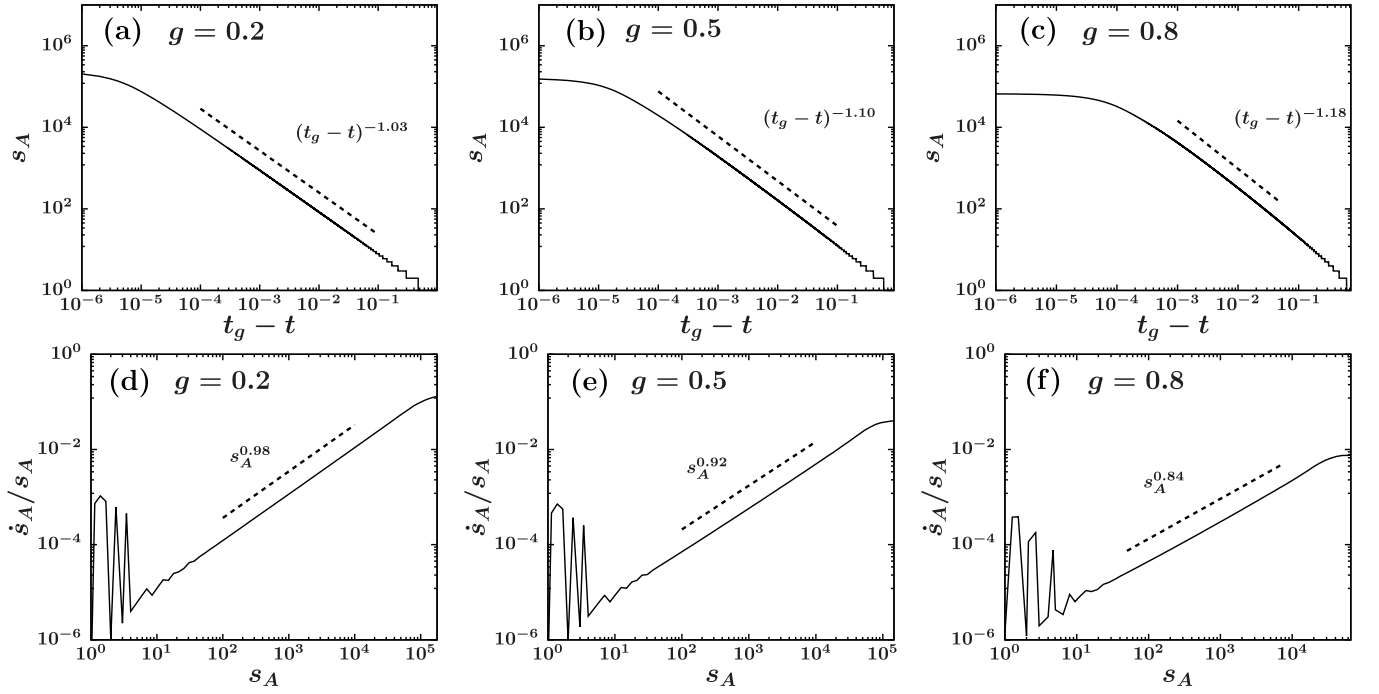 (a) g = 0.2
s_A
10^6
10^4
10^2
10^0
(t_g − t)^{−1.03}
10^{−6} 10^{−5} 10^{−4} 10^{−3} 10^{−2} 10^{−1}
t_g − t
(b) g = 0.5
s_A
10^6
10^4
10^2
10^0
(t_g − t)^{−1.10}
10^{−6} 10^{−5} 10^{−4} 10^{−3} 10^{−2} 10^{−1}
t_g − t
(c) g = 0.8
s_A
10^6
10^4
10^2
10^0
(t_g − t)^{−1.18}
10^{−6} 10^{−5} 10^{−4} 10^{−3} 10^{−2} 10^{−1}
t_g − t
(d) g = 0.2
ṡ_A/s_A
10^0
10^{−2}
10^{−4}
10^{−6}
s_A^{0.98}
10^0 10^1 10^2 10^3 10^4 10^5
s_A
(e) g = 0.5
ṡ_A/s_A
10^0
10^{−2}
10^{−4}
10^{−6}
s_A^{0.92}
10^0 10^1 10^2 10^3 10^4 10^5
s_A
(f) g = 0.8
ṡ_A/s_A
10^0
10^{−2}
10^{−4}
10^{−6}
s_A^{0.84}
10^0 10^1 10^2 10^3 10^4
s_A